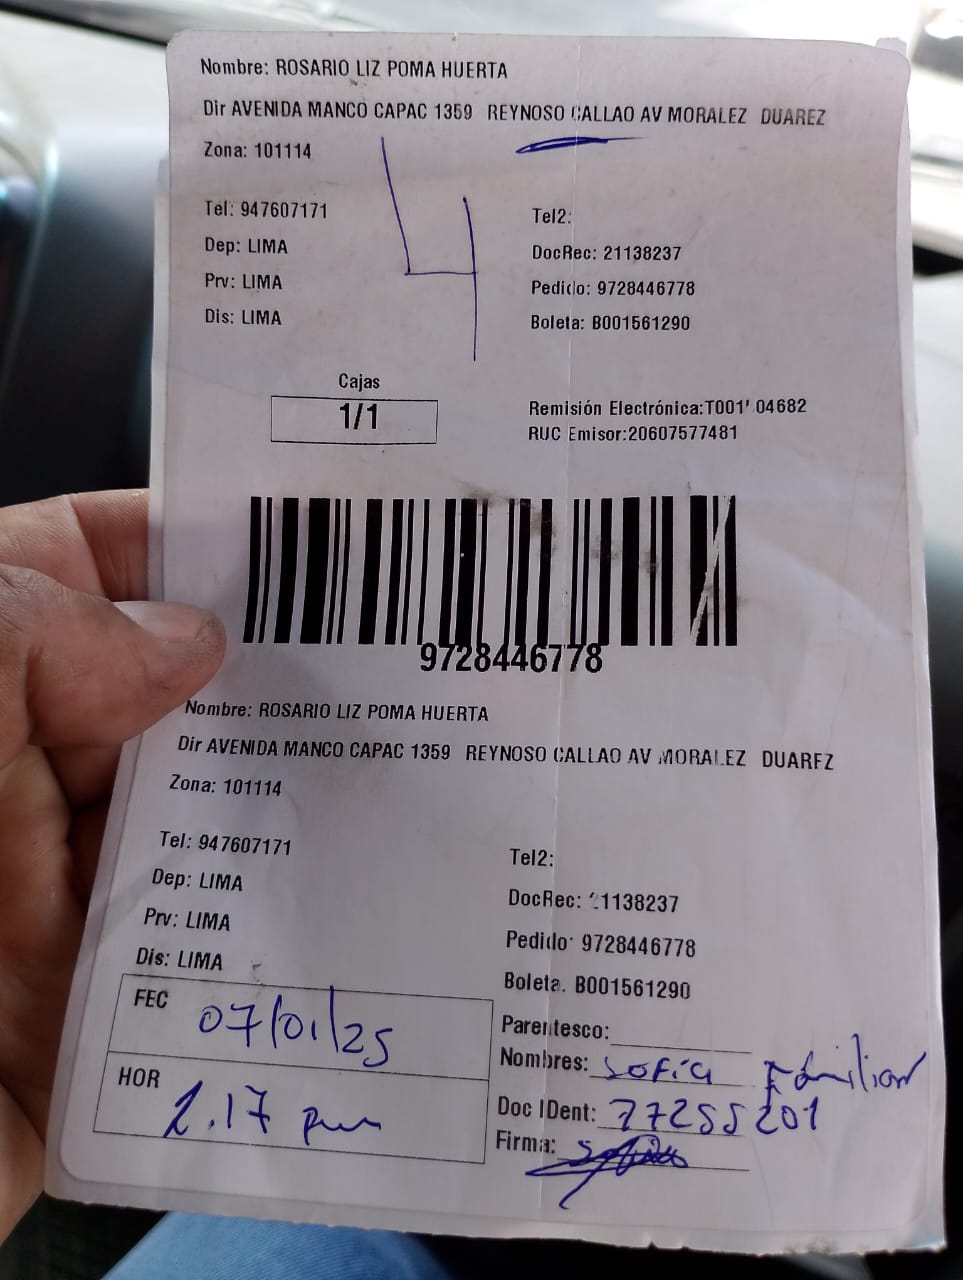 Nombre: ROSARIO LIZ POMA HUERTA
Dir AVENIDA MANCO CAPAC 1359 REYNOSO CALLAO AV MORALEZ DUAREZ
Zona: 101114
4
Tel: 947607171
Tel2:
Dep: LIMA
DocRec: 21138237
Prv: LIMA
Pedido: 9728446778
Dis: LIMA
Boleta: B001561290
Cajas
1/1
Remisión Electrónica:T001' 04682
RUC Emisor:20607577481
9728446778
Nombre: ROSARIO LIZ POMA HUERTA
Dir AVENIDA MANCO CAPAC 1359 REYNOSO CALLAO AV MORALEZ DUAREZ
Zona: 101114
Tel: 947607171
Tel2:
Dep: LIMA
DocRec: 21138237
Prv: LIMA
Pedido: 9728446778
Dis: LIMA
Boleta. B001561290
FEC 07/01/25
Parentesco:
Nombres: Sofia Familiar
HOR 2.17 pm
Doc IDent: 77255201
Firma: